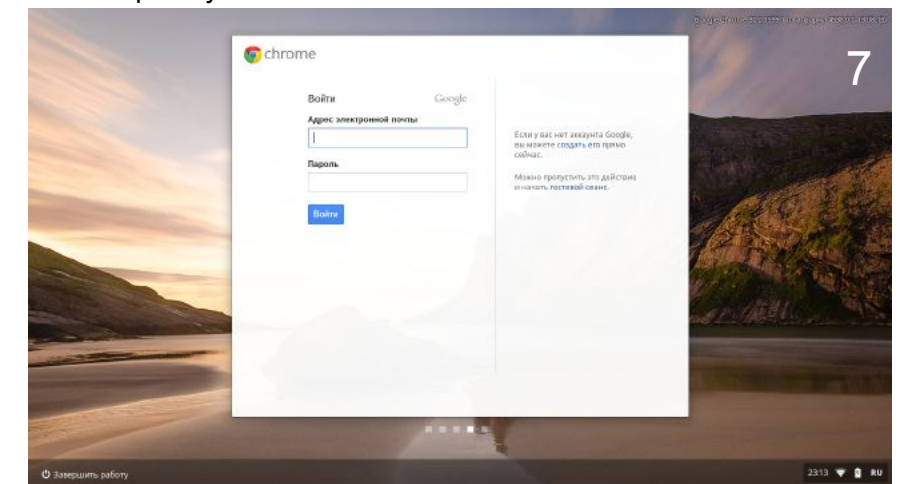 7
chrome
Войти
Google
Адрес электронной почты
Пароль
Войти
Если у вас нет аккаунта Google,
вы можете создать его прямо
сейчас.
Можно пропустить это действие
и начать гостевой сеанс.
Завершить работу
23:13
RU